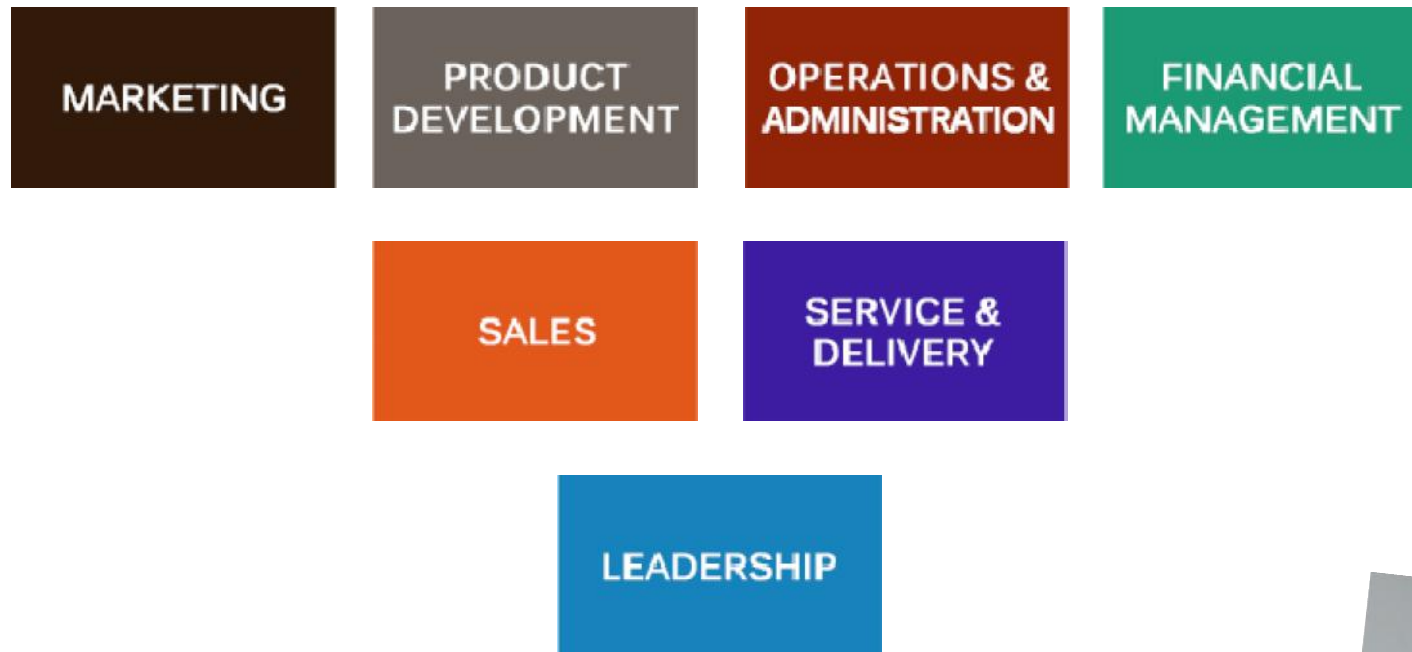 MARKETING
PRODUCT
DEVELOPMENT
OPERATIONS &
ADMINISTRATION
FINANCIAL
MANAGEMENT
SALES
SERVICE &
DELIVERY
LEADERSHIP